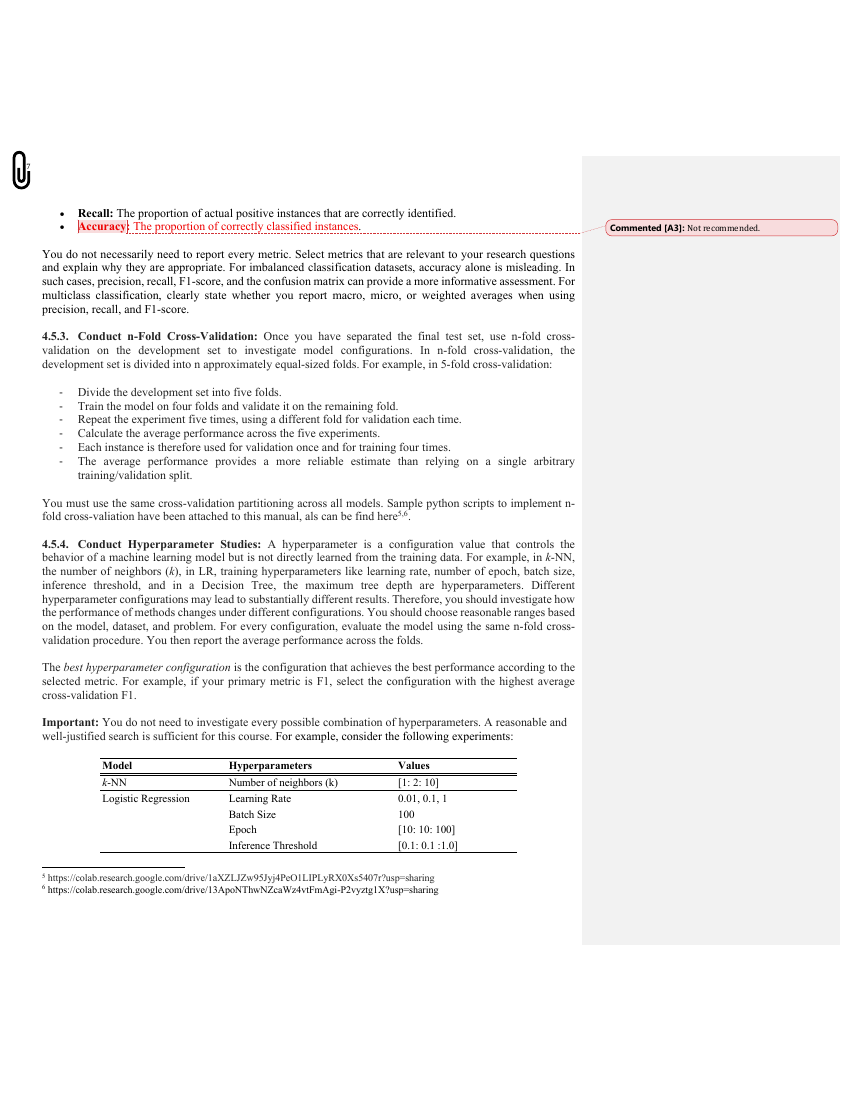 7
• Recall: The proportion of actual positive instances that are correctly identified.
• Accuracy: The proportion of correctly classified instances.
Commented [A3]: Not recommended.
You do not necessarily need to report every metric. Select metrics that are relevant to your research questions
and explain why they are appropriate. For imbalanced classification datasets, accuracy alone is misleading. In
such cases, precision, recall, F1-score, and the confusion matrix can provide a more informative assessment. For
multiclass classification, clearly state whether you report macro, micro, or weighted averages when using
precision, recall, and F1-score.
4.5.3. Conduct n-Fold Cross-Validation: Once you have separated the final test set, use n-fold cross-
validation on the development set to investigate model configurations. In n-fold cross-validation, the
development set is divided into n approximately equal-sized folds. For example, in 5-fold cross-validation:
- Divide the development set into five folds.
- Train the model on four folds and validate it on the remaining fold.
- Repeat the experiment five times, using a different fold for validation each time.
- Calculate the average performance across the five experiments.
- Each instance is therefore used for validation once and for training four times.
- The average performance provides a more reliable estimate than relying on a single arbitrary
training/validation split.
You must use the same cross-validation partitioning across all models. Sample python scripts to implement n-
fold cross-valiation have been attached to this manual, als can be find here5,6.
4.5.4. Conduct Hyperparameter Studies: A hyperparameter is a configuration value that controls the
behavior of a machine learning model but is not directly learned from the training data. For example, in k-NN,
the number of neighbors (k), in LR, training hyperparameters like learning rate, number of epoch, batch size,
inference threshold, and in a Decision Tree, the maximum tree depth are hyperparameters. Different
hyperparameter configurations may lead to substantially different results. Therefore, you should investigate how
the performance of methods changes under different configurations. You should choose reasonable ranges based
on the model, dataset, and problem. For every configuration, evaluate the model using the same n-fold cross-
validation procedure. You then report the average performance across the folds.
The best hyperparameter configuration is the configuration that achieves the best performance according to the
selected metric. For example, if your primary metric is F1, select the configuration with the highest average
cross-validation F1.
Important: You do not need to investigate every possible combination of hyperparameters. A reasonable and
well-justified search is sufficient for this course. For example, consider the following experiments:
Model Hyperparameters Values
k-NN Number of neighbors (k) [1: 2: 10]
Logistic Regression Learning Rate 0.01, 0.1, 1
Batch Size 100
Epoch [10: 10: 100]
Inference Threshold [0.1: 0.1 :1.0]
5 https://colab.research.google.com/drive/1aXZLJZw95Jyj4PeO1LIPLyRX0Xs5407r?usp=sharing
6 https://colab.research.google.com/drive/13ApoNThwNZcaWz4vtFmAgi-P2vyztg1X?usp=sharing